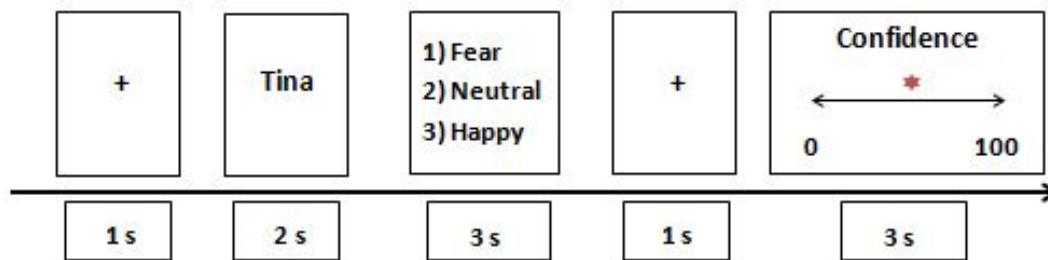 +
Tina
1) Fear
2) Neutral
3) Happy
+
Confidence
0 100
1 s
2 s
3 s
1 s
3 s